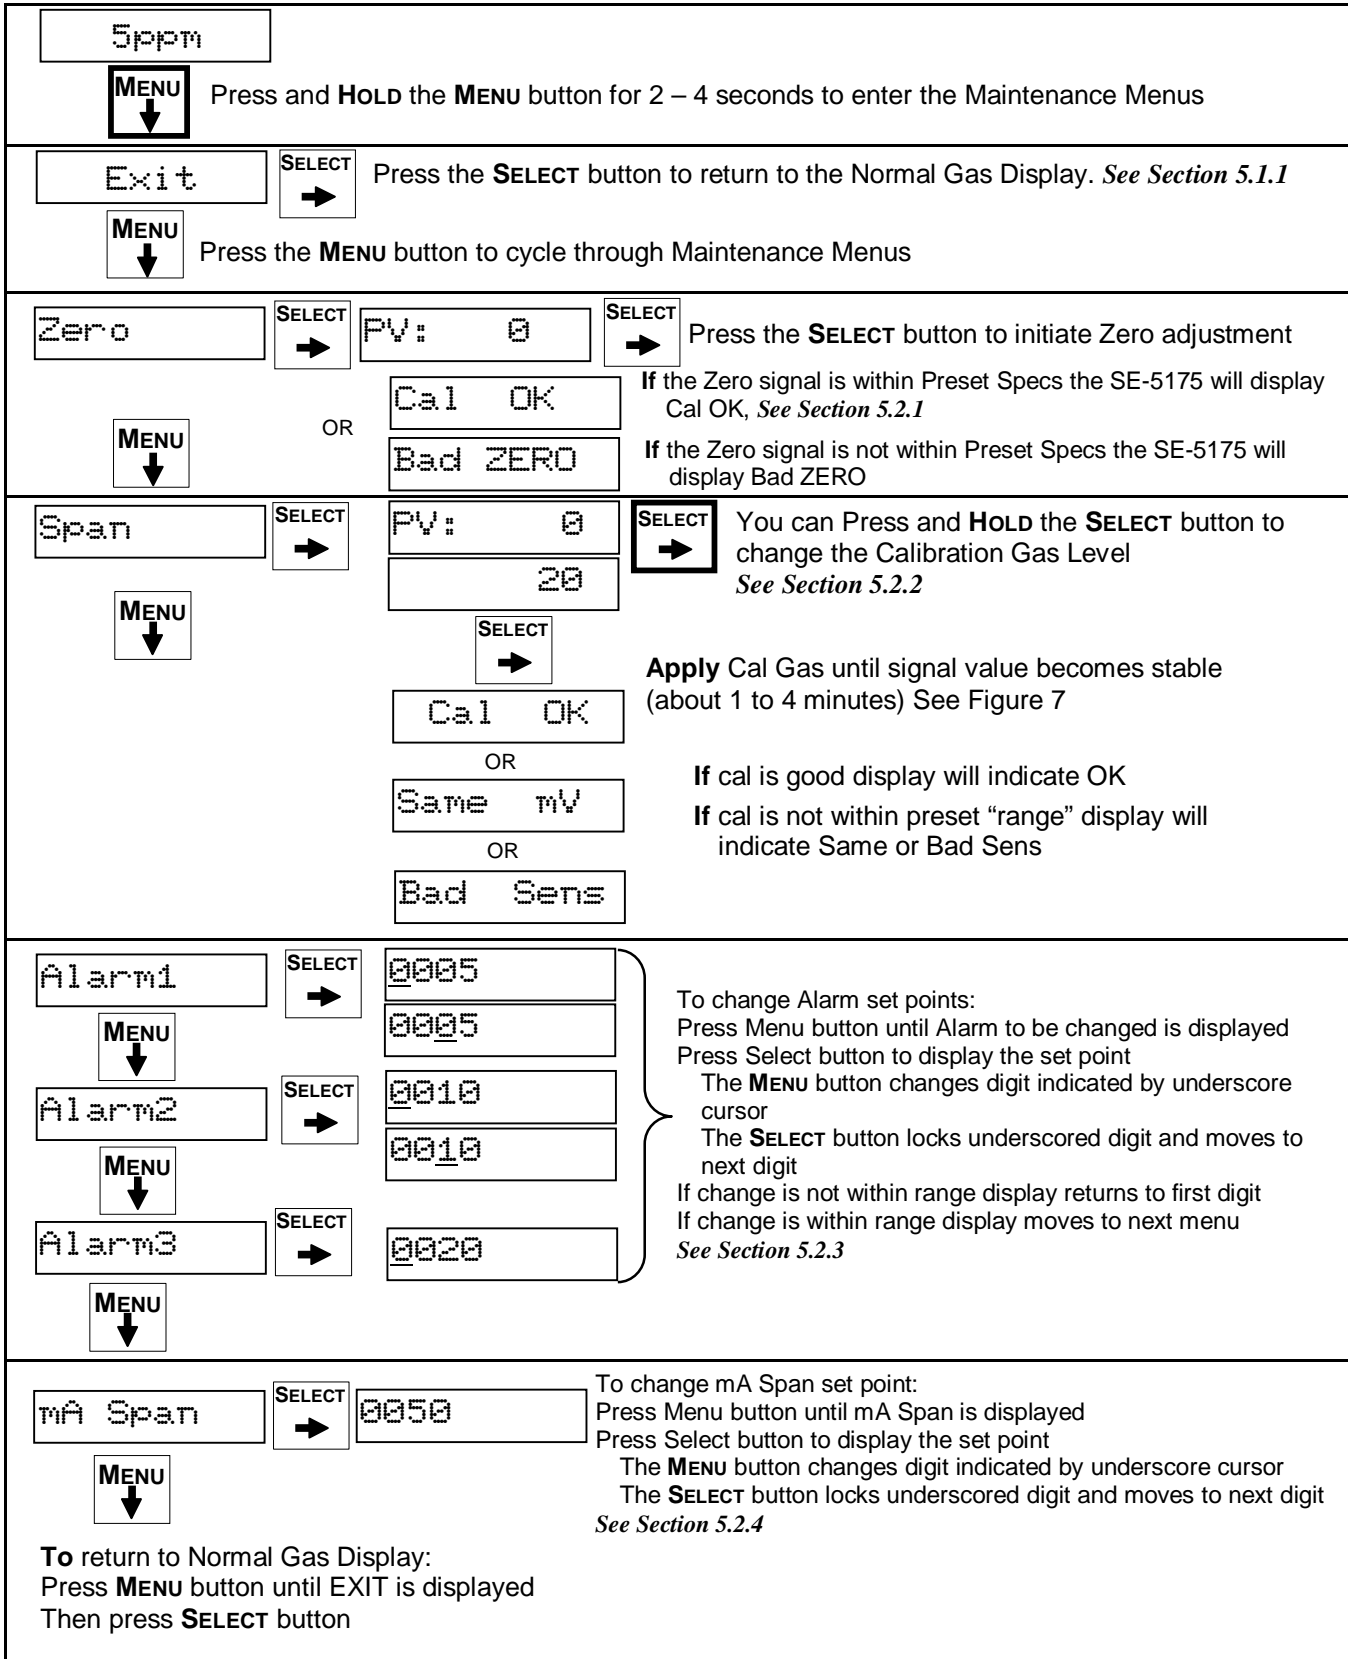 5ppm
MENU
Press and HOLD the MENU button for 2 – 4 seconds to enter the Maintenance Menus
Exit
SELECT
Press the SELECT button to return to the Normal Gas Display. See Section 5.1.1
MENU
Press the MENU button to cycle through Maintenance Menus
Zero
SELECT
PV: 0
SELECT
Press the SELECT button to initiate Zero adjustment
MENU
OR
Cal OK
If the Zero signal is within Preset Specs the SE-5175 will display
Cal OK, See Section 5.2.1
Bad ZERO
If the Zero signal is not within Preset Specs the SE-5175 will
display Bad ZERO
Span
SELECT
PV: 0
20
SELECT
You can Press and HOLD the SELECT button to
change the Calibration Gas Level
See Section 5.2.2
MENU
SELECT
Apply Cal Gas until signal value becomes stable
(about 1 to 4 minutes) See Figure 7
Cal OK
OR
Same mV
OR
Bad Sens
If cal is good display will indicate OK
If cal is not within preset “range” display will
indicate Same or Bad Sens
Alarm1
SELECT
0005
0005
MENU
Alarm2
SELECT
0010
0010
MENU
Alarm3
SELECT
0020
MENU
To change Alarm set points:
Press Menu button until Alarm to be changed is displayed
Press Select button to display the set point
The MENU button changes digit indicated by underscore
cursor
The SELECT button locks underscored digit and moves to
next digit
If change is not within range display returns to first digit
If change is within range display moves to next menu
See Section 5.2.3
mA Span
SELECT
0050
MENU
To change mA Span set point:
Press Menu button until mA Span is displayed
Press Select button to display the set point
The MENU button changes digit indicated by underscore cursor
The SELECT button locks underscored digit and moves to next digit
See Section 5.2.4
To return to Normal Gas Display:
Press MENU button until EXIT is displayed
Then press SELECT button